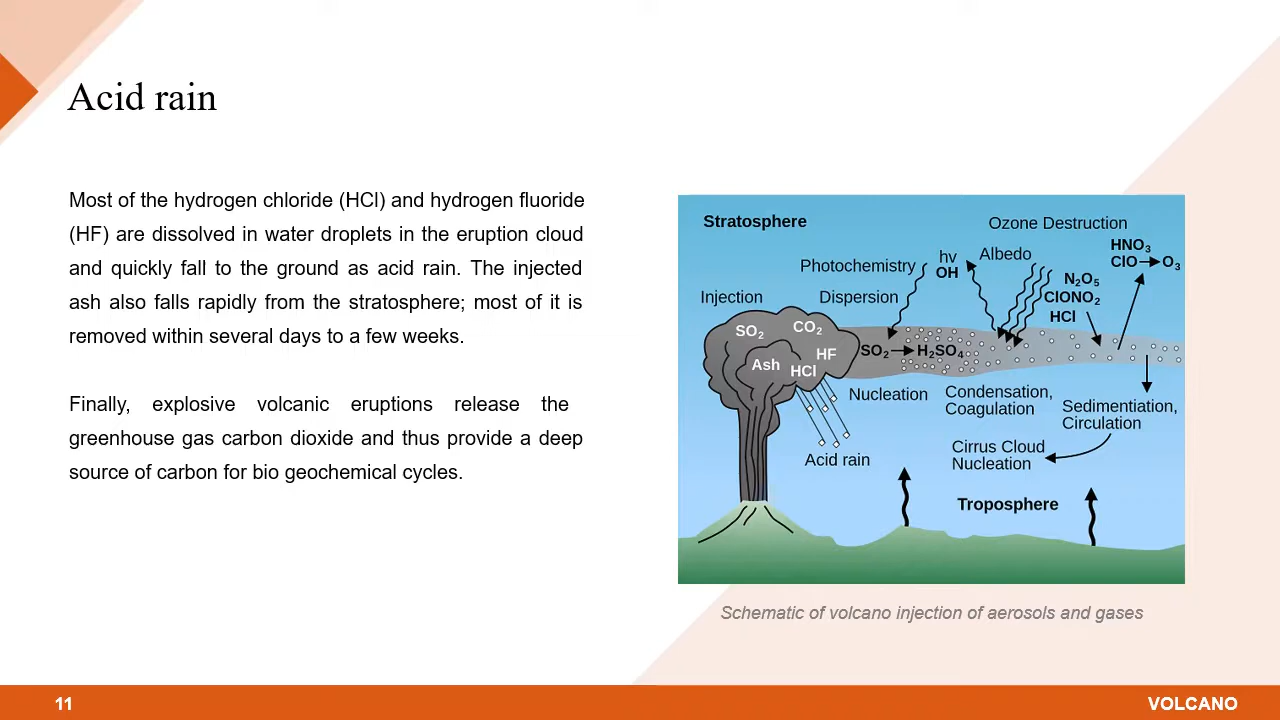 Acid rain
Most of the hydrogen chloride (HCl) and hydrogen fluoride
(HF) are dissolved in water droplets in the eruption cloud
and quickly fall to the ground as acid rain. The injected
ash also falls rapidly from the stratosphere; most of it is
removed within several days to a few weeks.
Finally, explosive volcanic eruptions release the
greenhouse gas carbon dioxide and thus provide a deep
source of carbon for bio geochemical cycles.
Stratosphere
Ozone Destruction
HNO₃
ClO → O₃
Photochemistry
hv
OH
Albedo
N₂O₅
ClONO₂
HCl
Injection
Dispersion
SO₂
CO₂
HF
Ash
HCl
SO₂ → H₂SO₄
Nucleation
Condensation,
Coagulation
Sedimentiation,
Circulation
Cirrus Cloud
Nucleation
Acid rain
Troposphere
Schematic of volcano injection of aerosols and gases
11
VOLCANO